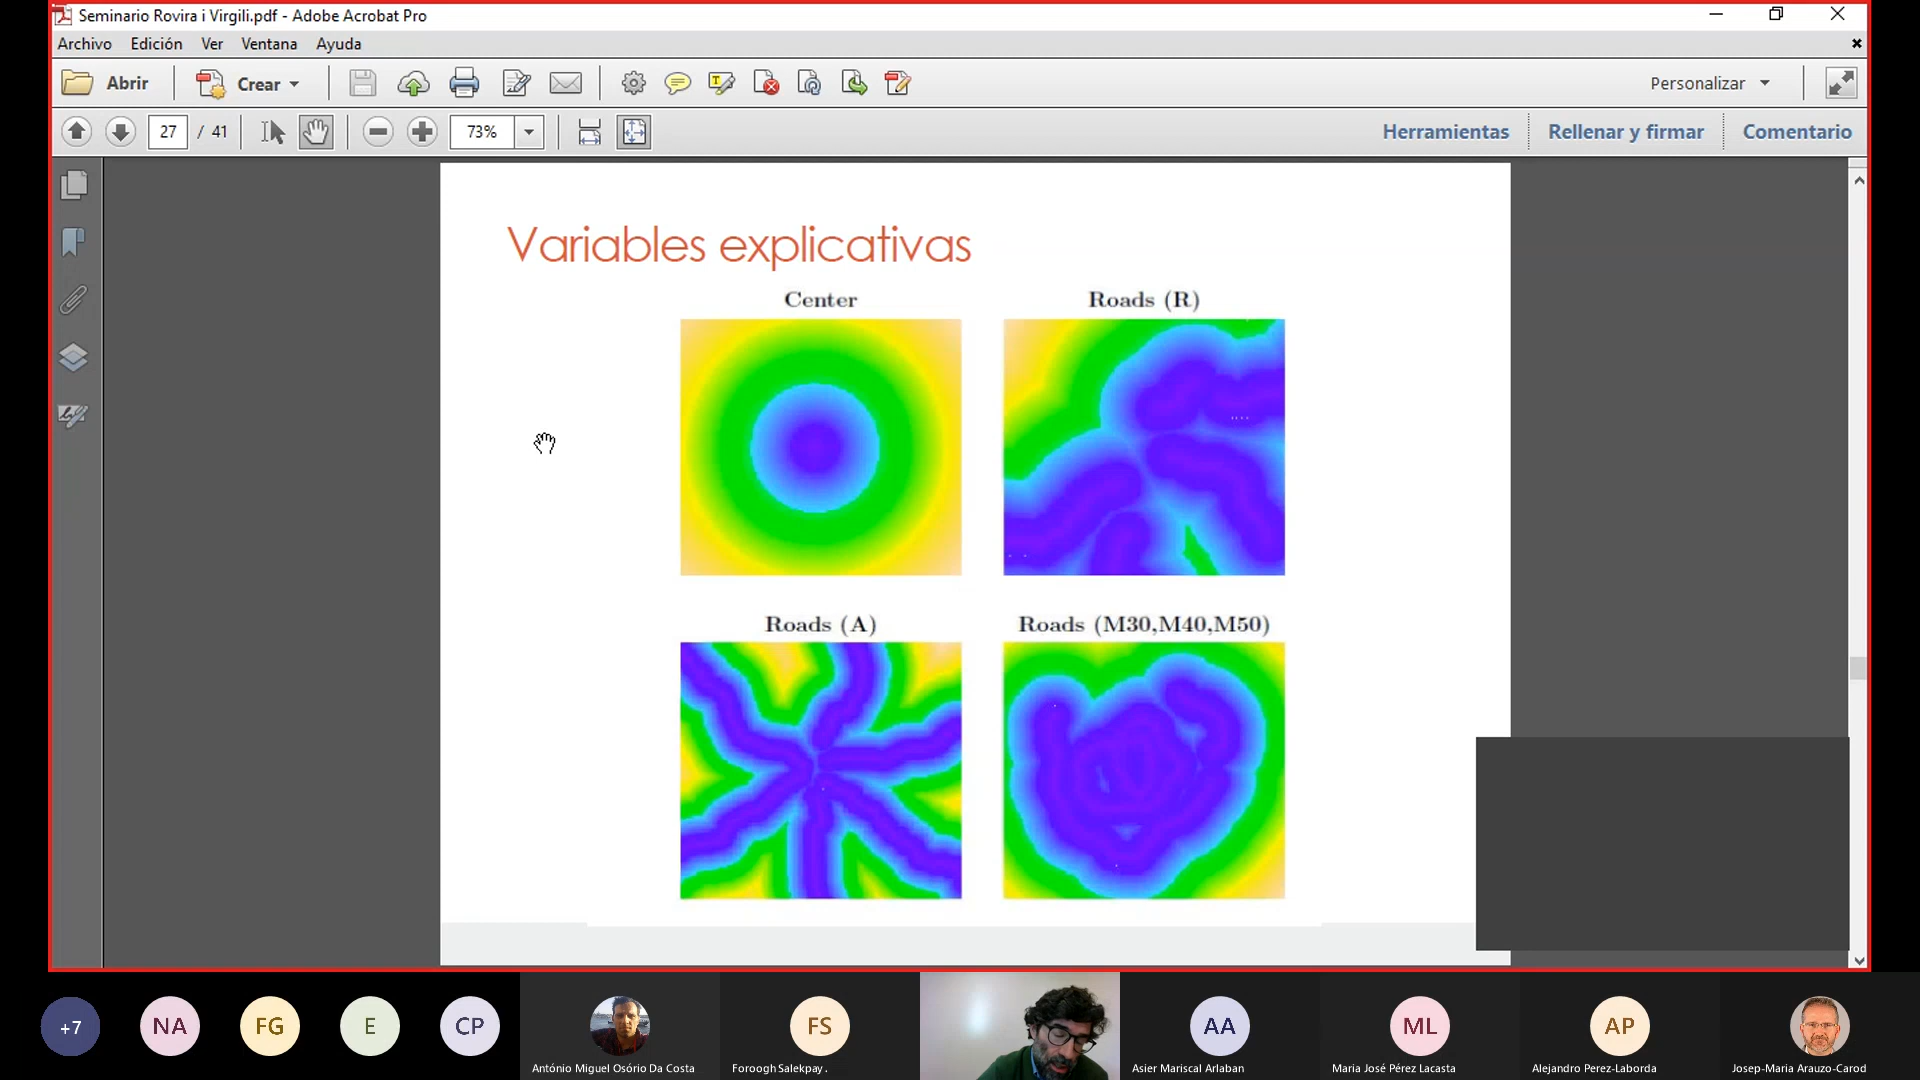 Seminario Rovira i Virgili.pdf - Adobe Acrobat Pro
Archivo Edición Ver Ventana Ayuda
Abrir Crear Personalizar
27 / 41 73% Herramientas Rellenar y firmar Comentario
Variables explicativas
Center Roads (R)
Roads (A) Roads (M30,M40,M50)
+7 NA FG E CP FS AA ML AP
António Miguel Osório Da Costa Foroogh Salekpay . Asier Mariscal Arlaban Maria José Pérez Lacasta Alejandro Perez-Laborda Josep-Maria Arauzo-Carod